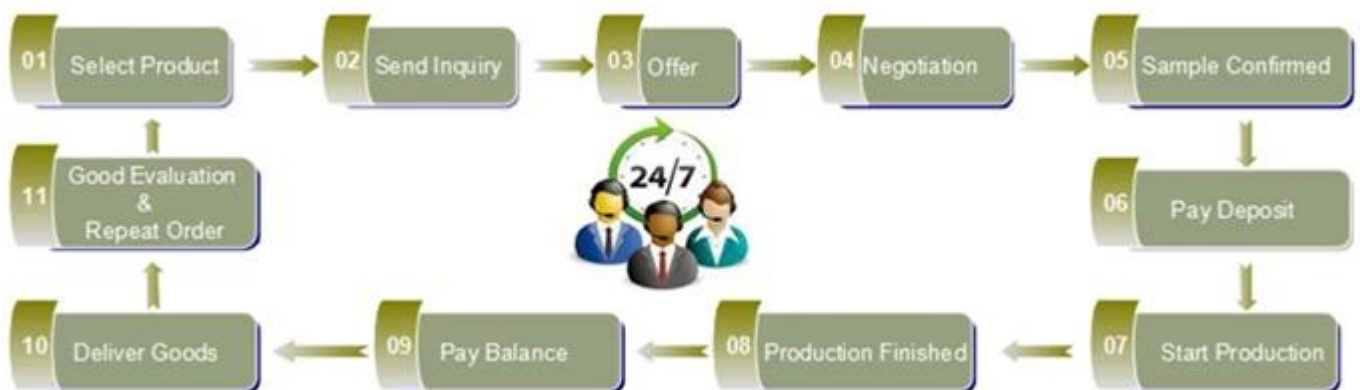 01 Select Product
02 Send Inquiry
03 Offer
04 Negotiation
05 Sample Confirmed
24/7
11 Good Evaluation
&
Repeat Order
06 Pay Deposit
10 Deliver Goods
09 Pay Balance
08 Production Finished
07 Start Production